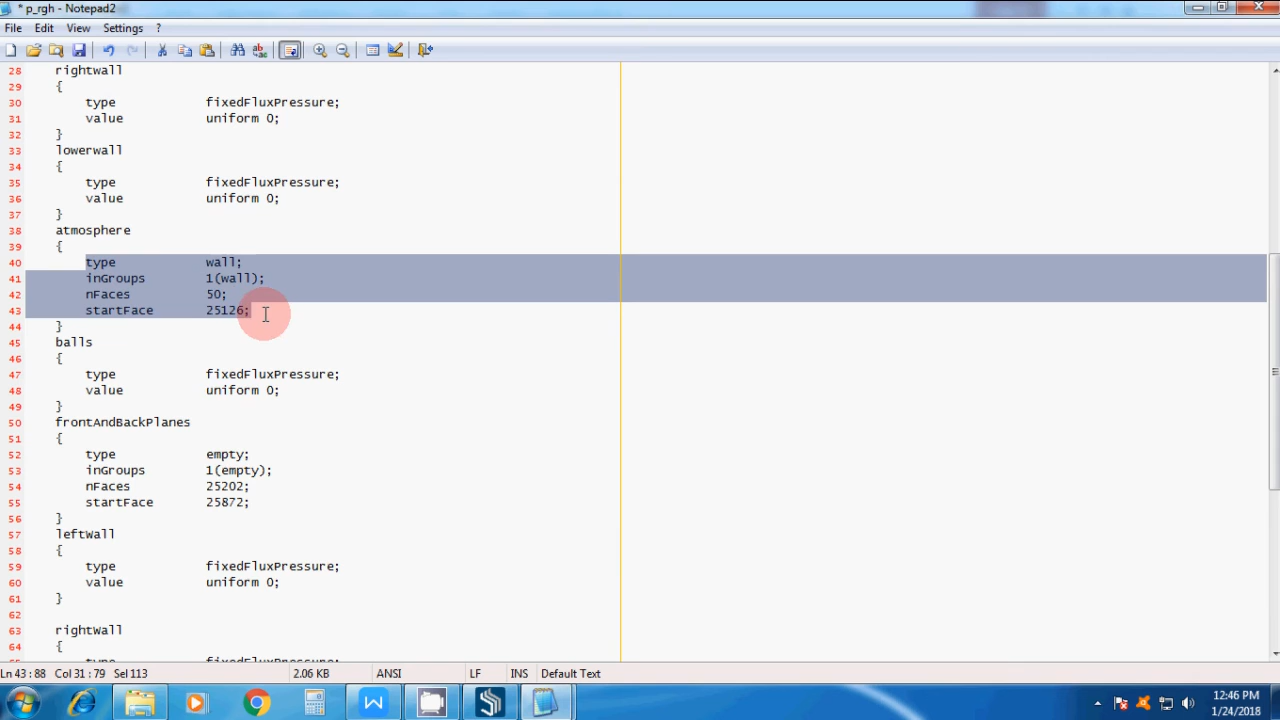 * p_rgh - Notepad2
File Edit View Settings ?
28 rightwall
29 {
30 type fixedFluxPressure;
31 value uniform 0;
32 }
33 lowerwall
34 {
35 type fixedFluxPressure;
36 value uniform 0;
37 }
38 atmosphere
39 {
40 type wall;
41 inGroups 1(wall);
42 nFaces 50;
43 startFace 25126;
44 }
45 balls
46 {
47 type fixedFluxPressure;
48 value uniform 0;
49 }
50 frontAndBackPlanes
51 {
52 type empty;
53 inGroups 1(empty);
54 nFaces 25202;
55 startFace 25872;
56 }
57 leftWall
58 {
59 type fixedFluxPressure;
60 value uniform 0;
61 }
62
63 rightWall
64 {
type fixedFluxPressure;
Ln 43 : 88 Col 31 : 79 Sel 113 2.06 KB ANSI LF INS Default Text
12:46 PM
1/24/2018